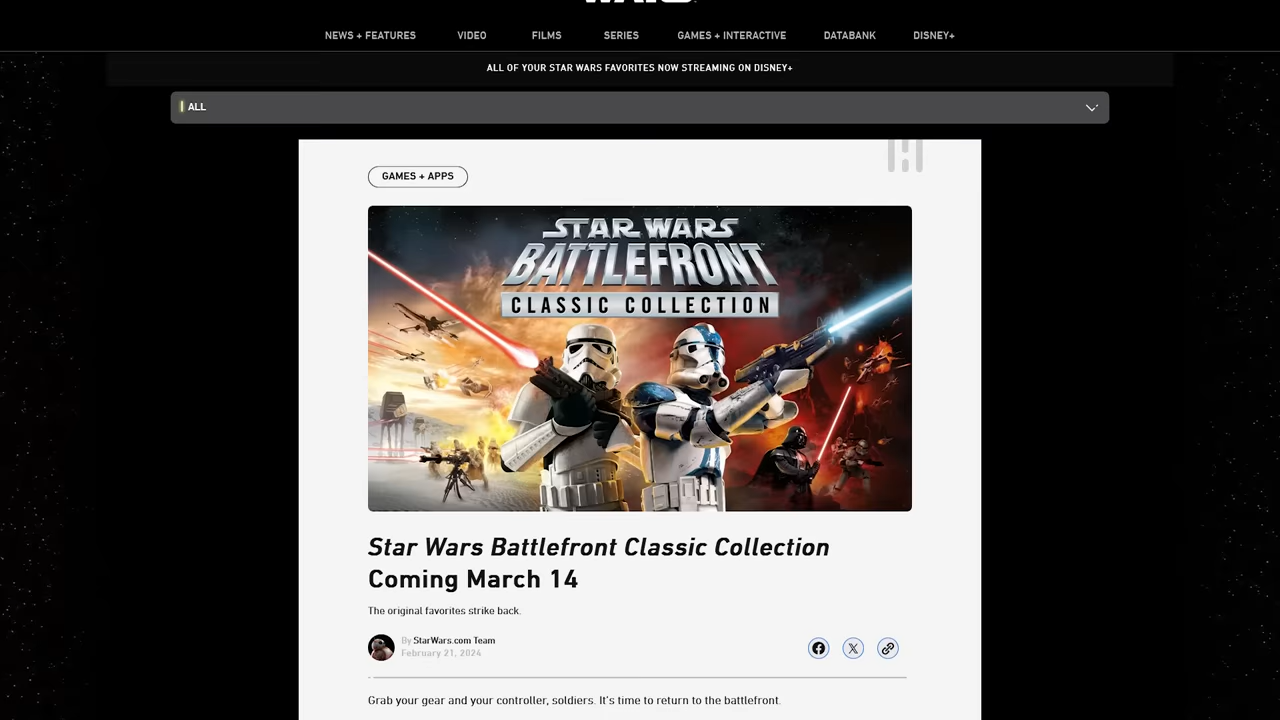 NEWS + FEATURES VIDEO FILMS SERIES GAMES + INTERACTIVE DATABANK DISNEY+
ALL OF YOUR STAR WARS FAVORITES NOW STREAMING ON DISNEY+
ALL
GAMES + APPS
STAR WARS
BATTLEFRONT
CLASSIC COLLECTION
Star Wars Battlefront Classic Collection
Coming March 14
The original favorites strike back.
By StarWars.com Team
February 21, 2024
Grab your gear and your controller, soldiers. It's time to return to the battlefront.